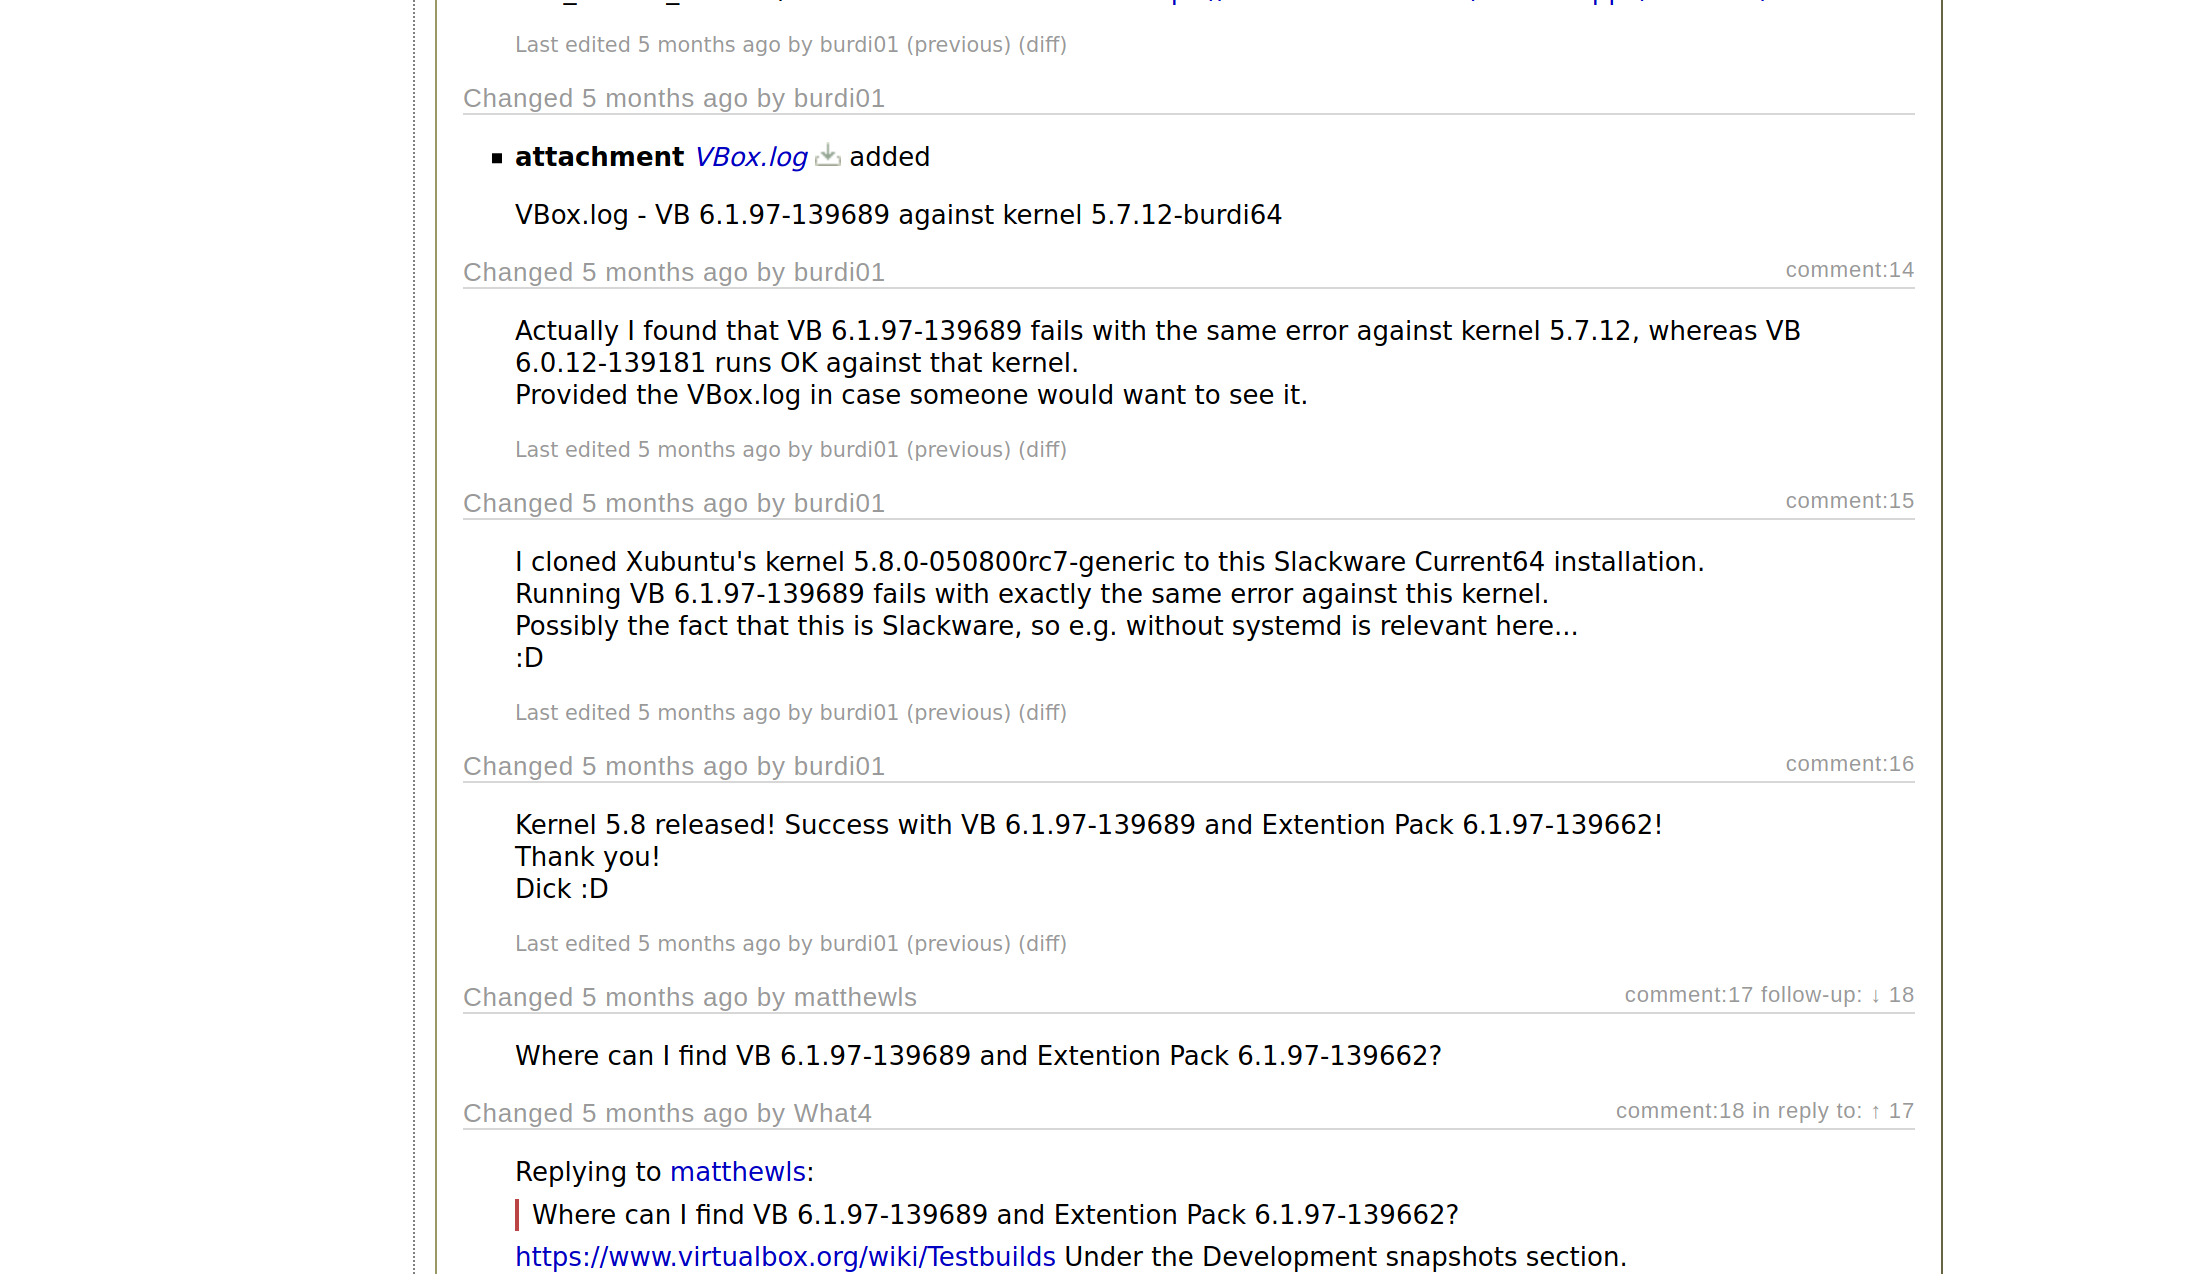 Last edited 5 months ago by burdi01 (previous) (diff)
Changed 5 months ago by burdi01
attachment VBox.log added
VBox.log - VB 6.1.97-139689 against kernel 5.7.12-burdi64
Changed 5 months ago by burdi01 comment:14
Actually I found that VB 6.1.97-139689 fails with the same error against kernel 5.7.12, whereas VB
6.0.12-139181 runs OK against that kernel.
Provided the VBox.log in case someone would want to see it.
Last edited 5 months ago by burdi01 (previous) (diff)
Changed 5 months ago by burdi01 comment:15
I cloned Xubuntu's kernel 5.8.0-050800rc7-generic to this Slackware Current64 installation.
Running VB 6.1.97-139689 fails with exactly the same error against this kernel.
Possibly the fact that this is Slackware, so e.g. without systemd is relevant here...
:D
Last edited 5 months ago by burdi01 (previous) (diff)
Changed 5 months ago by burdi01 comment:16
Kernel 5.8 released! Success with VB 6.1.97-139689 and Extention Pack 6.1.97-139662!
Thank you!
Dick :D
Last edited 5 months ago by burdi01 (previous) (diff)
Changed 5 months ago by matthewls comment:17 follow-up: ↓ 18
Where can I find VB 6.1.97-139689 and Extention Pack 6.1.97-139662?
Changed 5 months ago by What4 comment:18 in reply to: ↑ 17
Replying to matthewls:
Where can I find VB 6.1.97-139689 and Extention Pack 6.1.97-139662?
https://www.virtualbox.org/wiki/Testbuilds Under the Development snapshots section.